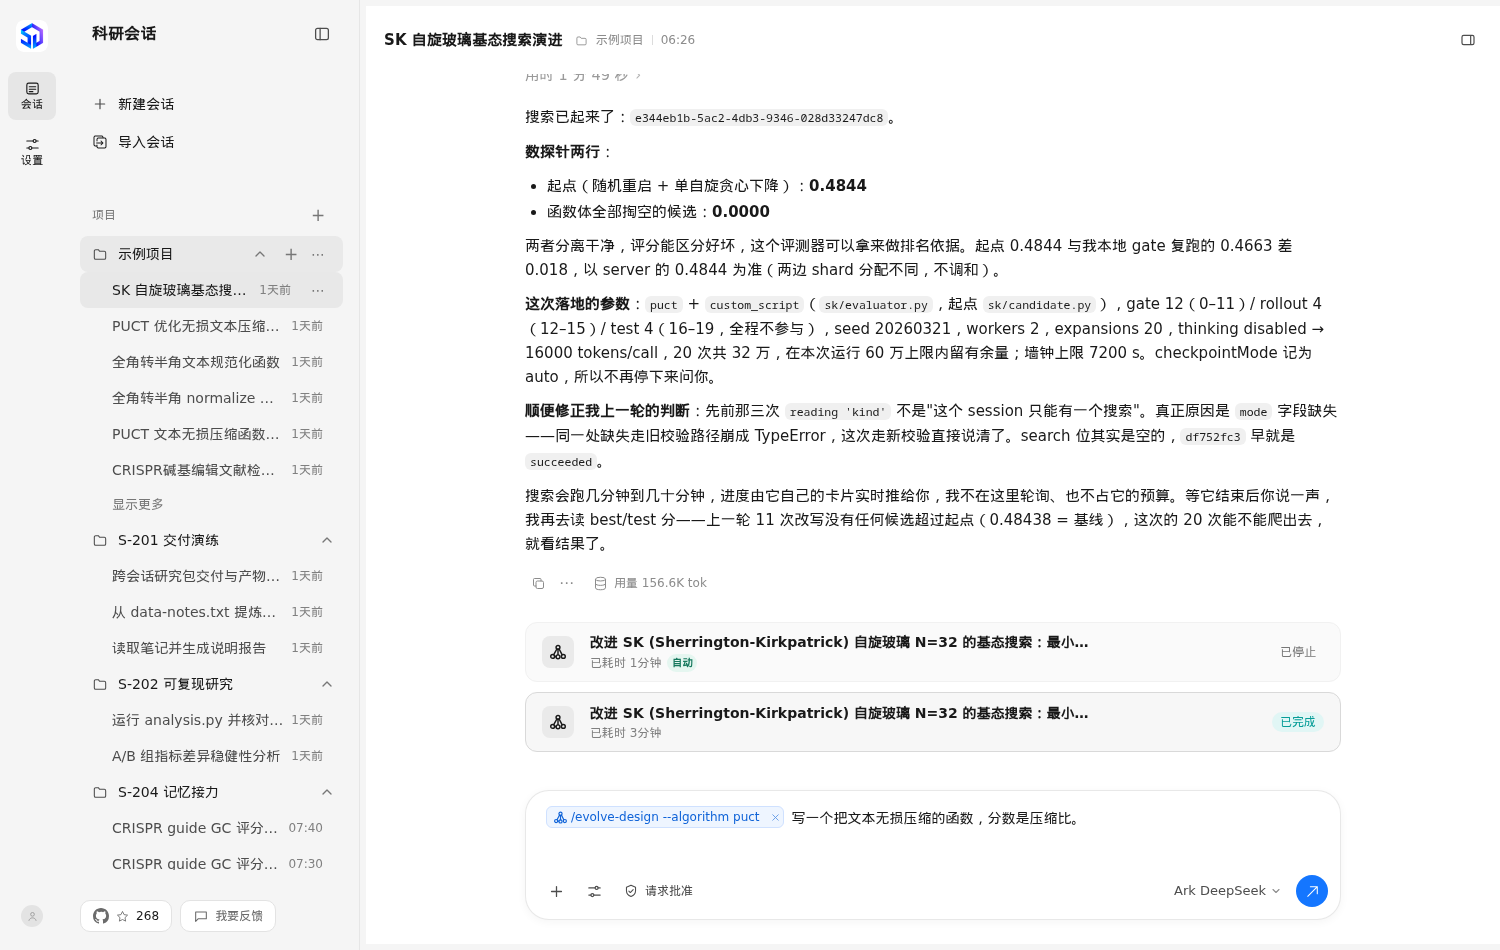 科研会话
会话
设置
新建会话
导入会话
项目
示例项目
SK 自旋玻璃基态搜… 1天前
PUCT 优化无损文本压缩… 1天前
全角转半角文本规范化函数 1天前
全角转半角 normalize … 1天前
PUCT 文本无损压缩函数… 1天前
CRISPR碱基编辑文献检… 1天前
显示更多
S-201 交付演练
跨会话研究包交付与产物… 1天前
从 data-notes.txt 提炼… 1天前
读取笔记并生成说明报告 1天前
S-202 可复现研究
运行 analysis.py 并核对… 1天前
A/B 组指标差异稳健性分析 1天前
S-204 记忆接力
CRISPR guide GC 评分… 07:40
CRISPR guide GC 评分… 07:30
268
我要反馈
SK 自旋玻璃基态搜索演进 示例项目 06:26
用时 1 分 49 秒 ›
搜索已起来了：e344eb1b-5ac2-4db3-9346-028d33247dc8。
数探针两行：
• 起点（随机重启 + 单自旋贪心下降）：0.4844
• 函数体全部掏空的候选：0.0000
两者分离干净，评分能区分好坏，这个评测器可以拿来做排名依据。起点 0.4844 与我本地 gate 复跑的 0.4663 差
0.018，以 server 的 0.4844 为准（两边 shard 分配不同，不调和）。
这次落地的参数：puct + custom_script（sk/evaluator.py，起点 sk/candidate.py），gate 12（0–11）/ rollout 4
（12–15）/ test 4（16–19，全程不参与），seed 20260321，workers 2，expansions 20，thinking disabled →
16000 tokens/call，20 次共 32 万，在本次运行 60 万上限内留有余量；墙钟上限 7200 s。checkpointMode 记为
auto，所以不再停下来问你。
顺便修正我上一轮的判断：先前那三次 reading 'kind' 不是"这个 session 只能有一个搜索"。真正原因是 mode 字段缺失
——同一处缺失走旧校验路径崩成 TypeError，这次走新校验直接说清了。search 位其实是空的，df752fc3 早就是
succeeded。
搜索会跑几分钟到几十分钟，进度由它自己的卡片实时推给你，我不在这里轮询、也不占它的预算。等它结束后你说一声，
我再去读 best/test 分——上一轮 11 次改写没有任何候选超过起点（0.48438 = 基线），这次的 20 次能不能爬出去，
就看结果了。
用量 156.6K tok
改进 SK (Sherrington-Kirkpatrick) 自旋玻璃 N=32 的基态搜索：最小…
已耗时 1分钟 自动
已停止
改进 SK (Sherrington-Kirkpatrick) 自旋玻璃 N=32 的基态搜索：最小…
已耗时 3分钟
已完成
/evolve-design --algorithm puct × 写一个把文本无损压缩的函数，分数是压缩比。
请求批准
Ark DeepSeek